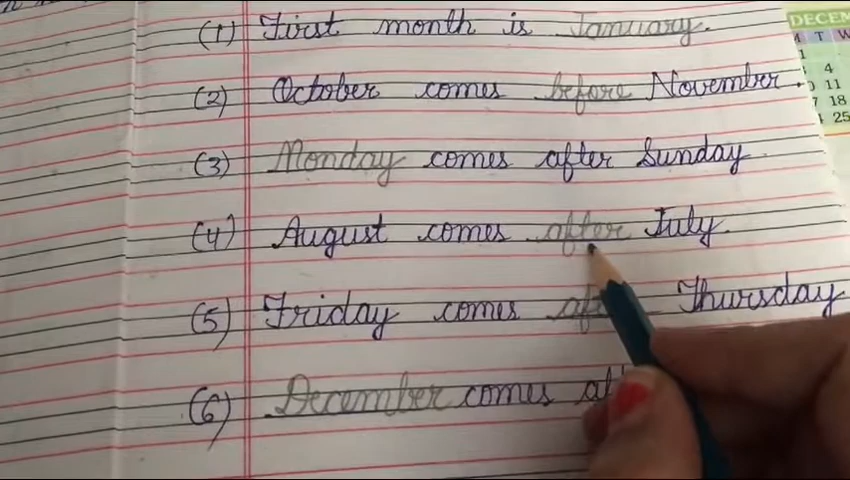 (1) First month is January.
(2) October comes before November.
(3) Monday comes after Sunday
(4) August comes after July.
(5) Friday comes Thursday
(6) December comes
DECEM
T W
4
11
18
25